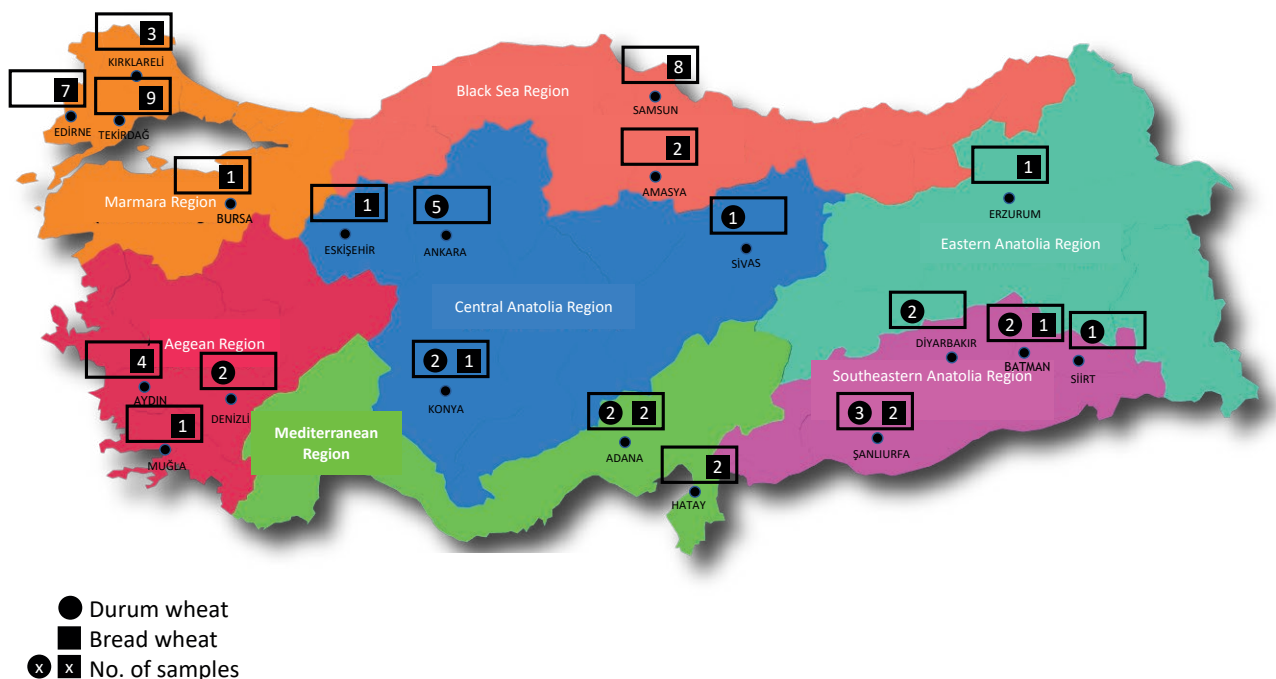 3
KIRKLARELİ
7
9
EDİRNE
TEKİRDAĞ
1
Marmara Region
BURSA
Black Sea Region
8
SAMSUN
2
AMASYA
1
ERZURUM
Eastern Anatolia Region
1
ESKİŞEHİR
5
ANKARA
1
SİVAS
Central Anatolia Region
2 1
KONYA
Aegean Region
4
AYDIN
2
DENİZLİ
1
MUĞLA
Mediterranean
Region
2 2
ADANA
2
HATAY
2
DİYARBAKIR
2 1
BATMAN
1
SİİRT
Southeastern Anatolia Region
3 2
ŞANLIURFA
Durum wheat
Bread wheat
x x No. of samples